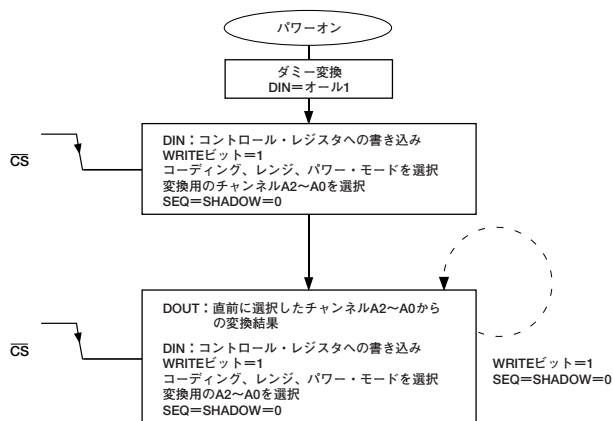 パワーオン
ダミー変換
DIN=オール1
CS
DIN:コントロール・レジスタへの書き込み
WRITEビット=1
コーディング、レンジ、パワー・モードを選択
変換用のチャンネルA2~A0を選択
SEQ=SHADOW=0
CS
DOUT:直前に選択したチャンネルA2~A0から
の変換結果
DIN:コントロール・レジスタへの書き込み
WRITEビット=1
コーディング、レンジ、パワー・モードを選択
変換用のA2~A0を選択
SEQ=SHADOW=0
WRITEビット=1
SEQ=SHADOW=0